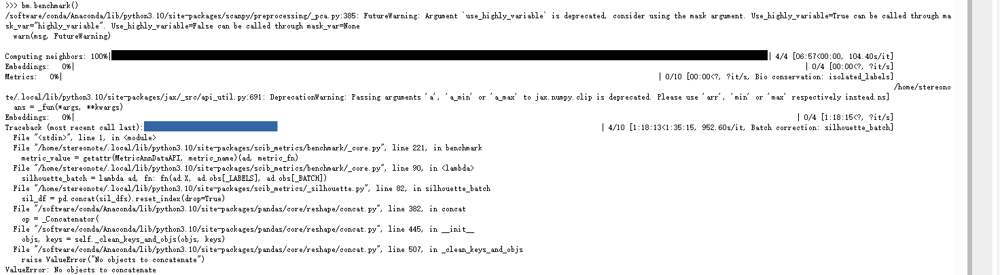 >>> bm.benchmark()
/software/conda/Anaconda/lib/python3.10/site-packages/scanpy/preprocessing/_pca.py:385: FutureWarning: Argument `use_highly_variable` is deprecated, consider using the mask argument. Use_highly_variable=True can be called through ma
sk_var="highly_variable". Use_highly_variable=False can be called through mask_var=None
  warn(msg, FutureWarning)
Computing neighbors: 100%| | 4/4 [06:57<00:00, 104.40s/it]
Embeddings:   0%| | 0/4 [00:00<?, ?it/s]
Metrics:   0%| | 0/10 [00:00<?, ?it/s, Bio conservation: isolated_labels]
/home/stereono
te/.local/lib/python3.10/site-packages/jax/_src/api_util.py:691: DeprecationWarning: Passing arguments 'a', 'a_min' or 'a_max' to jax.numpy.clip is deprecated. Please use 'arr', 'min' or 'max' respectively instead.ns]
  ans = _fun(*args, **kwargs)
Embeddings:   0%| | 0/4 [1:18:15<?, ?it/s]
Traceback (most recent call last): | 4/10 [1:18:13<1:35:15, 952.60s/it, Batch correction: silhouette_batch]
  File "<stdin>", line 1, in <module>
  File "/home/stereonote/.local/lib/python3.10/site-packages/scib_metrics/benchmark/_core.py", line 221, in benchmark
    metric_value = getattr(MetricAnnDataAPI, metric_name)(ad, metric_fn)
  File "/home/stereonote/.local/lib/python3.10/site-packages/scib_metrics/benchmark/_core.py", line 90, in <lambda>
    silhouette_batch = lambda ad, fn: fn(ad.X, ad.obs[_LABELS], ad.obs[_BATCH])
  File "/home/stereonote/.local/lib/python3.10/site-packages/scib_metrics/_silhouette.py", line 82, in silhouette_batch
    sil_df = pd.concat(sil_dfs).reset_index(drop=True)
  File "/software/conda/Anaconda/lib/python3.10/site-packages/pandas/core/reshape/concat.py", line 382, in concat
    op = _Concatenator(
  File "/software/conda/Anaconda/lib/python3.10/site-packages/pandas/core/reshape/concat.py", line 445, in __init__
    objs, keys = self._clean_keys_and_objs(objs, keys)
  File "/software/conda/Anaconda/lib/python3.10/site-packages/pandas/core/reshape/concat.py", line 507, in _clean_keys_and_objs
    raise ValueError("No objects to concatenate")
ValueError: No objects to concatenate